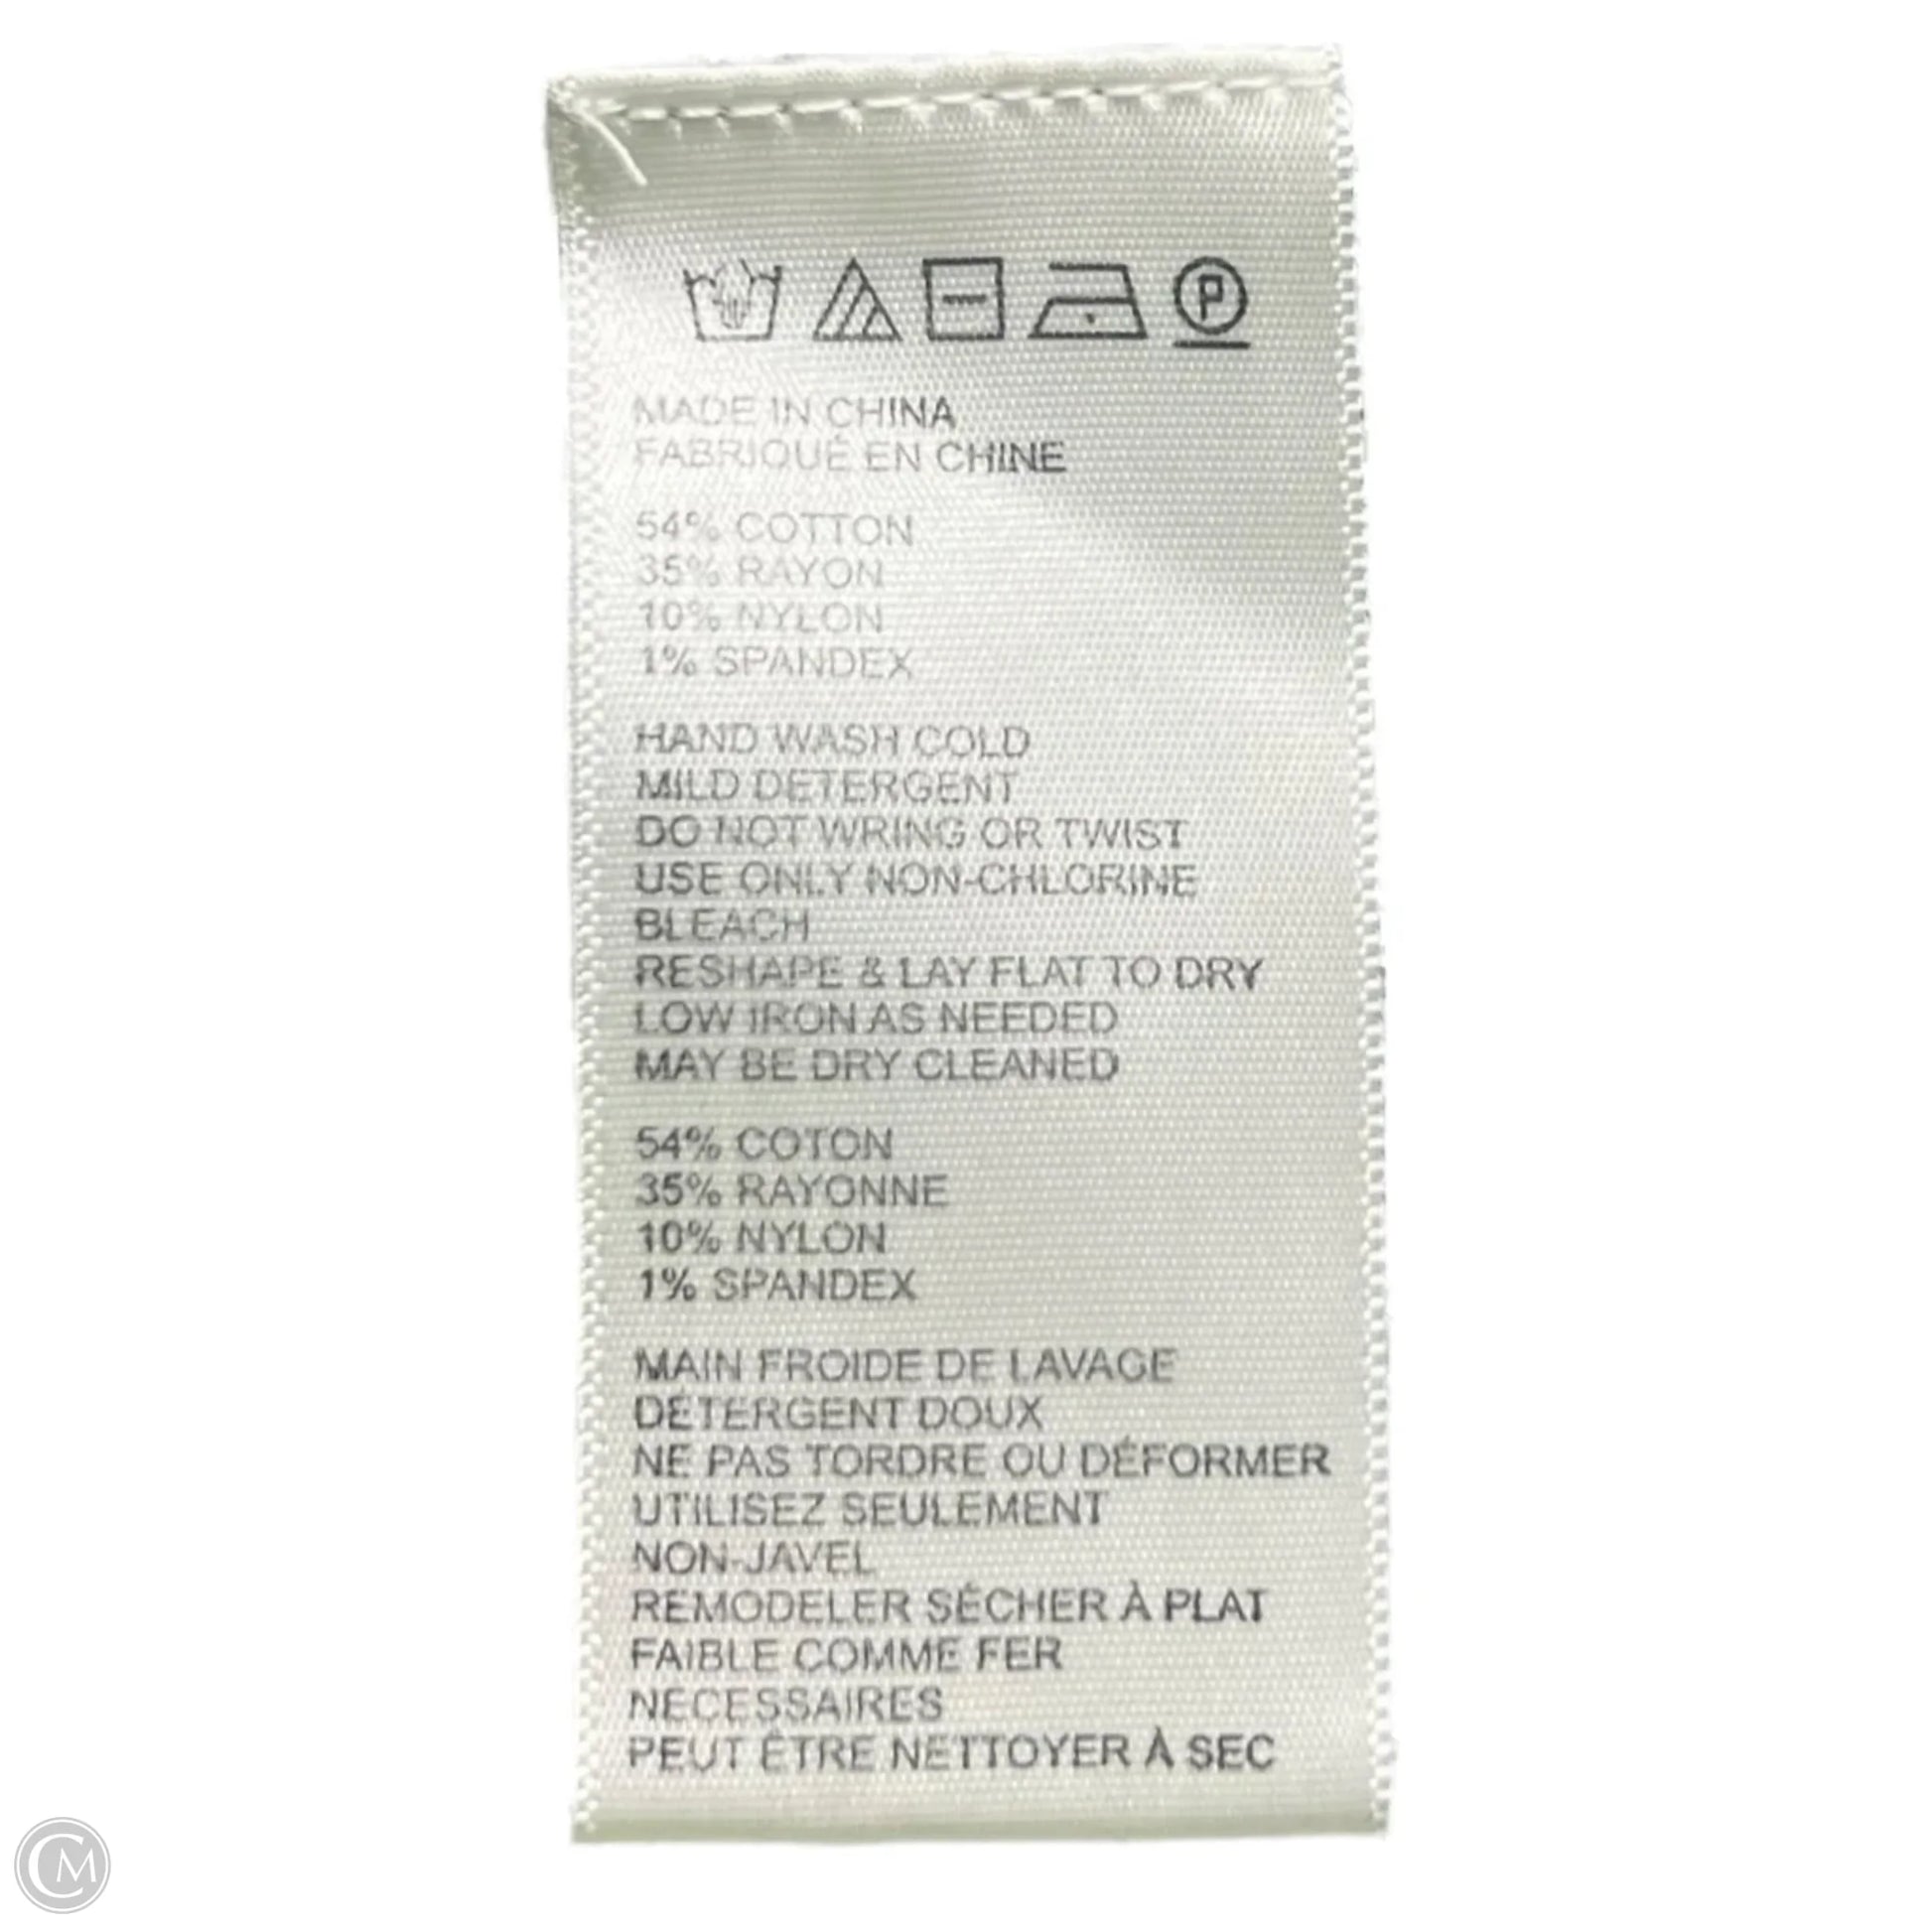 P
MADE IN CHINA
FABRIQUÉ EN CHINE
54% COTTON
35% RAYON
10% NYLON
1% SPANDEX
HAND WASH COLD
MILD DETERGENT
DO NOT WRING OR TWIST
USE ONLY NON-CHLORINE
BLEACH
RESHAPE & LAY FLAT TO DRY
LOW IRON AS NEEDED
MAY BE DRY CLEANED
54% COTON
35% RAYONNE
10% NYLON
1% SPANDEX
MAIN FROIDE DE LAVAGE
DÉTERGENT DOUX
NE PAS TORDRE OU DÉFORMER
UTILISEZ SEULEMENT
NON-JAVEL
REMODELER SÉCHER À PLAT
FAIBLE COMME FER
NÉCESSAIRES
PEUT ÊTRE NETTOYER À SEC
CM